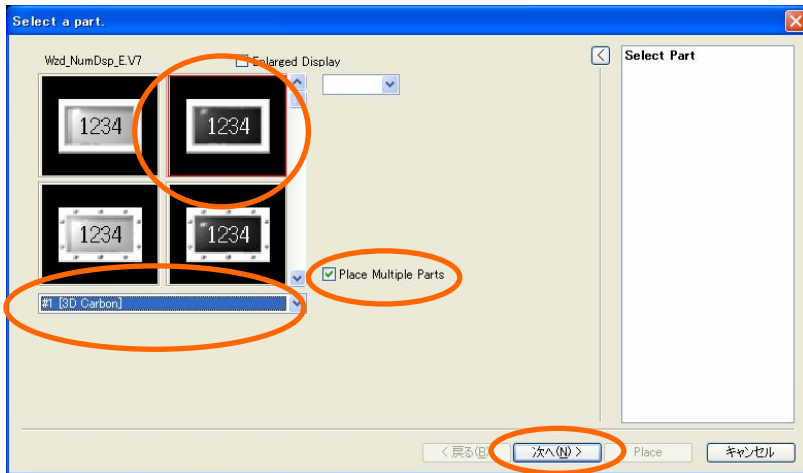 Select a part.
Wzd_NumDsp_E.V7
Enlarged Display
Select Part
1234
1234
1234
1234
Place Multiple Parts
#1 [3D Carbon]
< 戻る(B)
次へ(N) >
Place
キャンセル